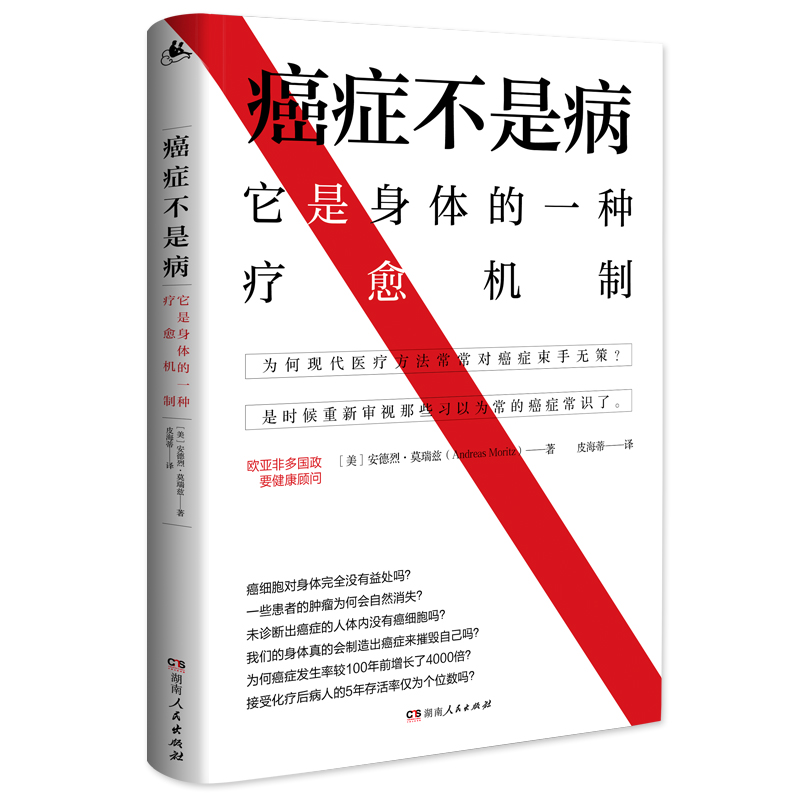 癌症不是病
它是身体的一种
疗愈机制
为何现代医疗方法常常对癌症束手无策？
是时候重新审视那些习以为常的癌症常识了。
欧亚非多国政
要健康顾问
［美］安德烈·莫瑞兹（Andreas Moritz）——著 皮海蒂——译
癌细胞对身体完全没有益处吗？
一些患者的肿瘤为何会自然消失？
未诊断出癌症的人体内没有癌细胞吗？
我们的身体真的会制造出癌症来摧毁自己吗？
为何癌症发生率较100年前增长了4000倍？
接受化疗后病人的5年存活率仅为个位数吗？
CTS 湖南人民出版社
癌症不是病
它是身体的一种
疗愈机制
［美］安德烈·莫瑞兹——著
皮海蒂——译
CTS
湖南人民出版社